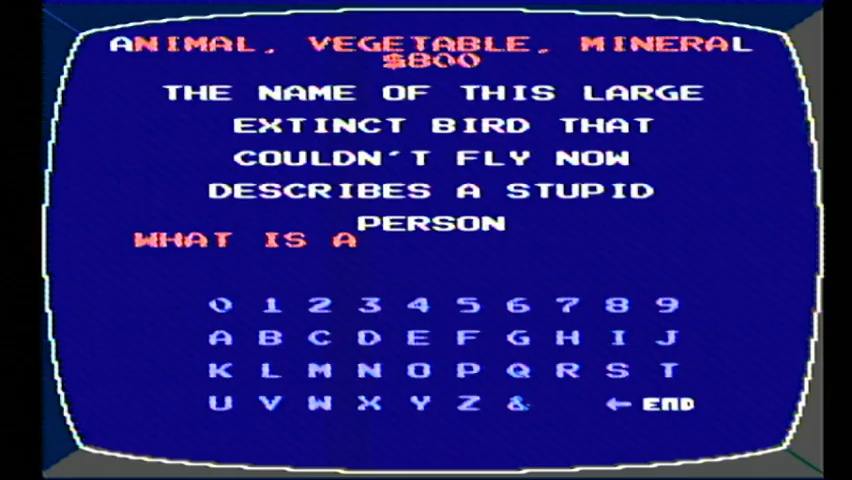 ANIMAL, VEGETABLE, MINERAL
$800
THE NAME OF THIS LARGE
EXTINCT BIRD THAT
COULDN'T FLY NOW
DESCRIBES A STUPID
PERSON
WHAT IS A
0 1 2 3 4 5 6 7 8 9
A B C D E F G H I J
K L M N O P Q R S T
U V W X Y Z & ← END